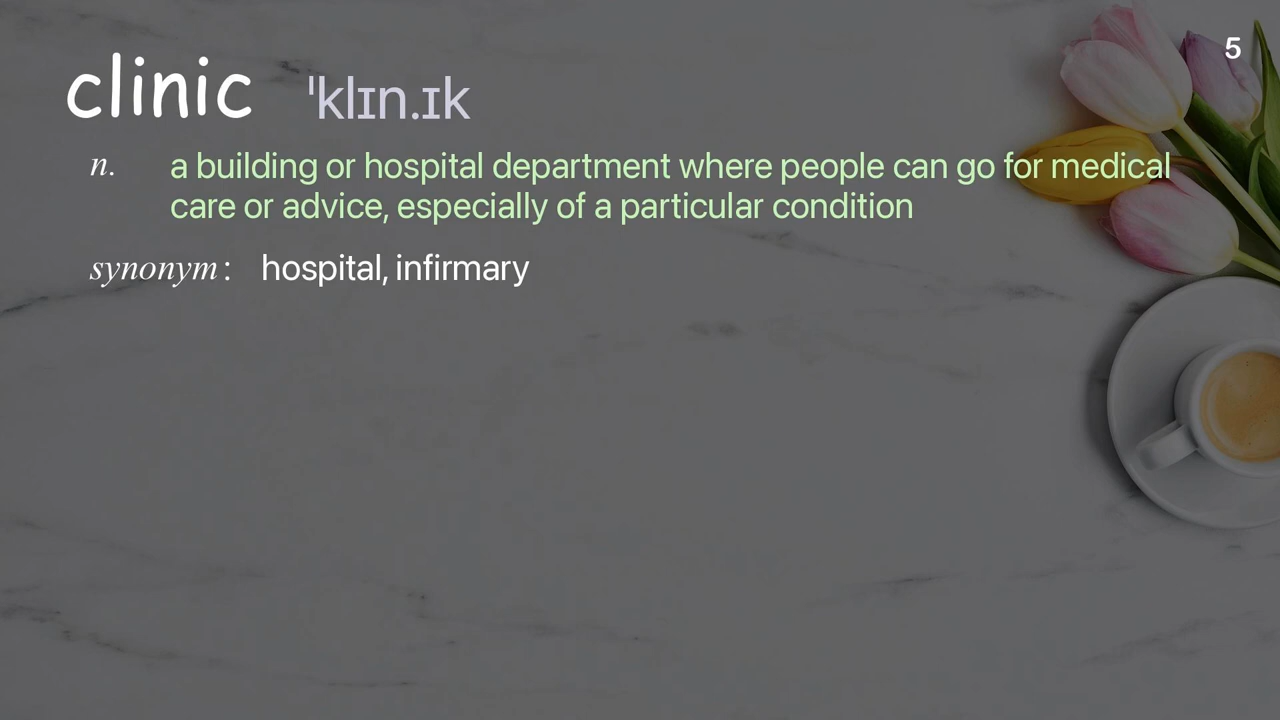 5
clinic ˈklɪn.ɪk
n. a building or hospital department where people can go for medical
care or advice, especially of a particular condition
synonym: hospital, infirmary